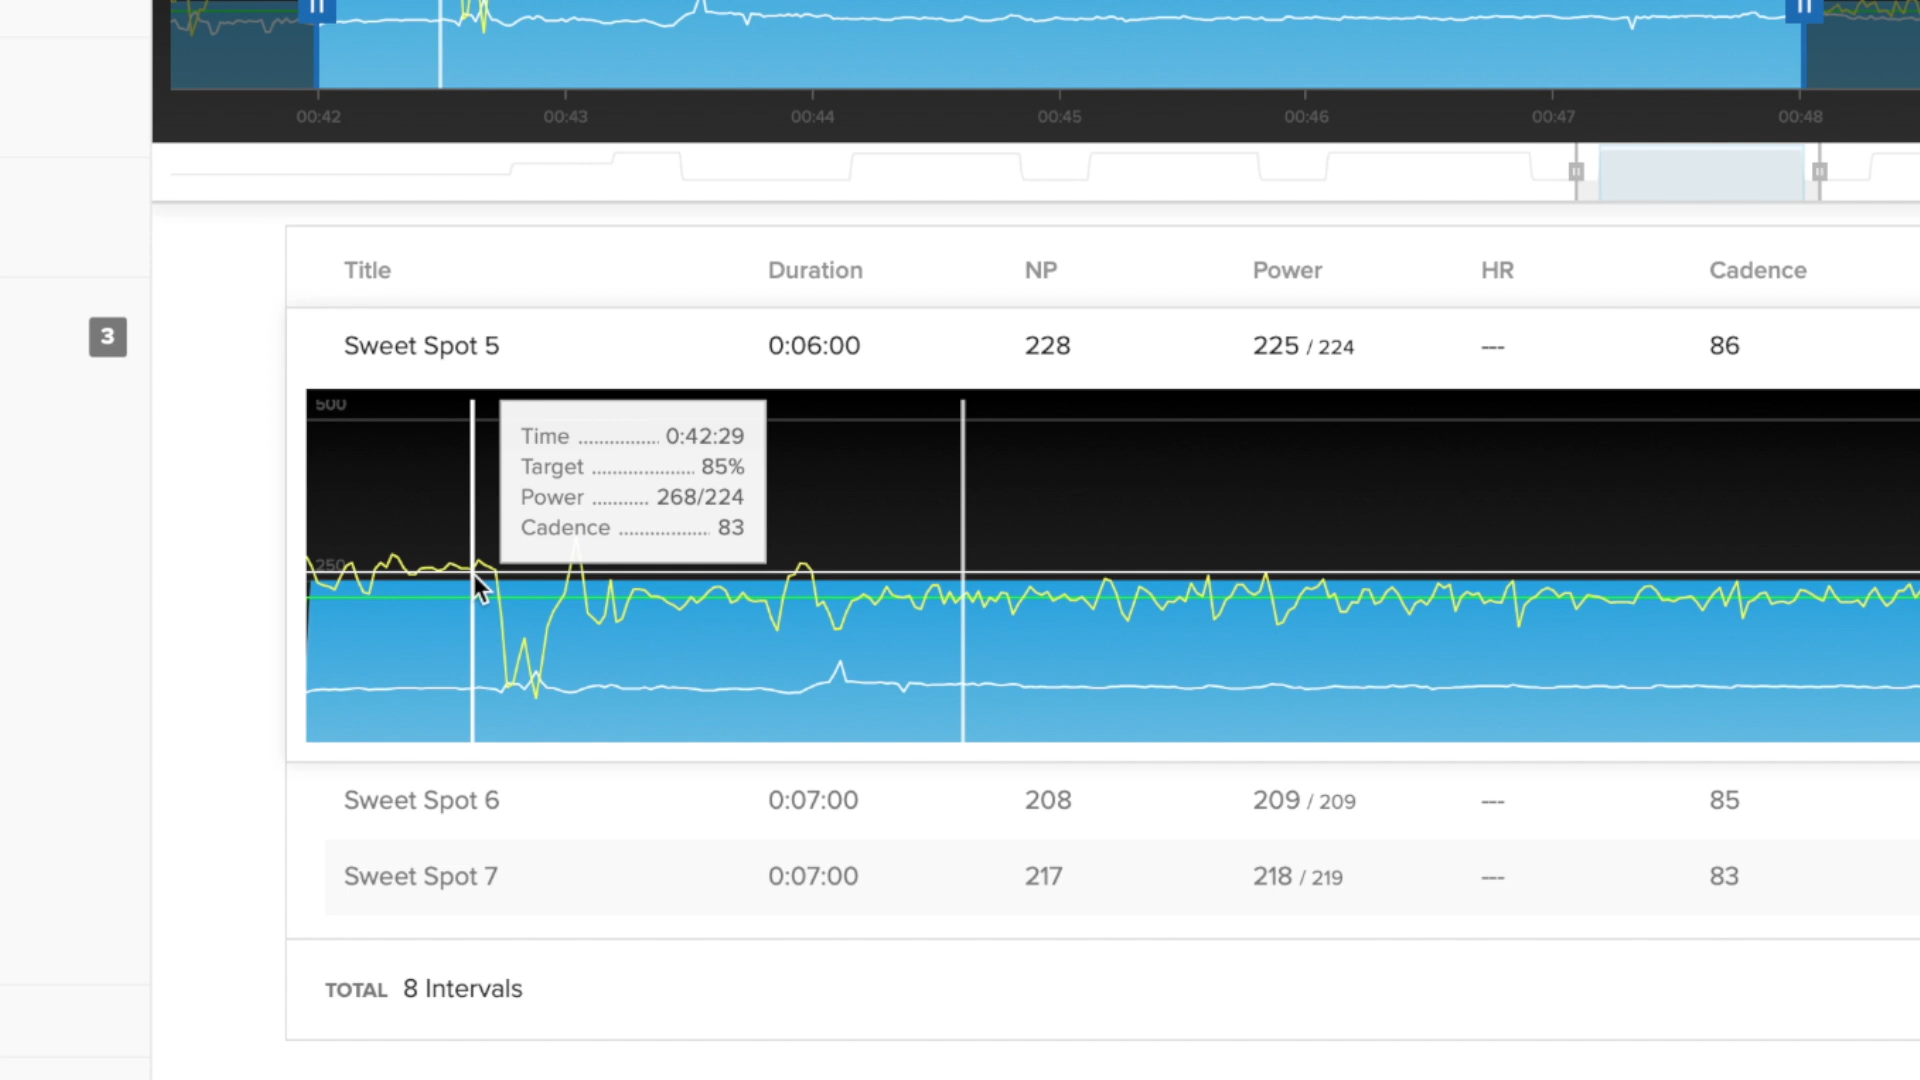 00:42 00:43 00:44 00:45 00:46 00:47 00:48
Title Duration NP Power HR Cadence
3
Sweet Spot 5 0:06:00 228 225 / 224 --- 86
500
Time ............... 0:42:29
Target ................... 85%
Power .......... 268/224
Cadence ................. 83
250
Sweet Spot 6 0:07:00 208 209 / 209 --- 85
Sweet Spot 7 0:07:00 217 218 / 219 --- 83
TOTAL 8 Intervals